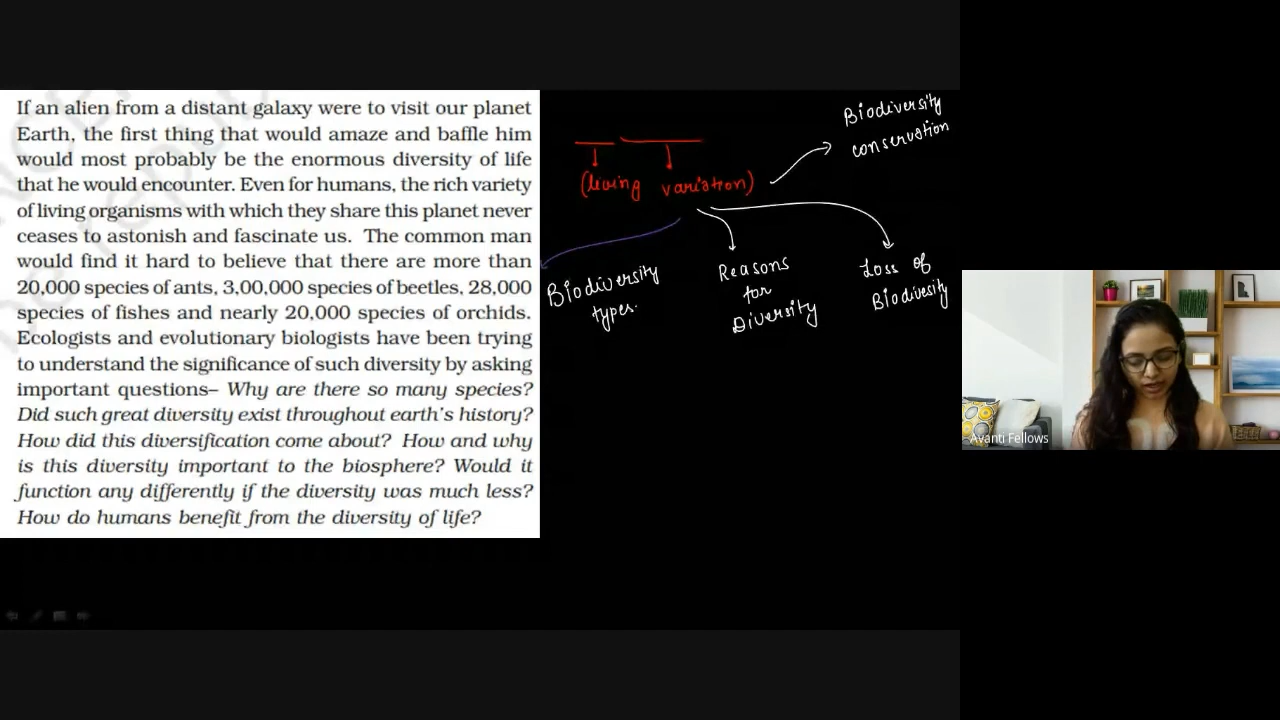 If an alien from a distant galaxy were to visit our planet
Earth, the first thing that would amaze and baffle him
would most probably be the enormous diversity of life
that he would encounter. Even for humans, the rich variety
of living organisms with which they share this planet never
ceases to astonish and fascinate us.  The common man
would find it hard to believe that there are more than
20,000 species of ants, 3,00,000 species of beetles, 28,000
species of fishes and nearly 20,000 species of orchids.
Ecologists and evolutionary biologists have been trying
to understand the significance of such diversity by asking
important questions– Why are there so many species?
Did such great diversity exist throughout earth's history?
How did this diversification come about?  How and why
is this diversity important to the biosphere? Would it
function any differently if the diversity was much less?
How do humans benefit from the diversity of life?
Biodiversity
conservation
(living variation)
Biodiversity
types.
Reasons
for
Diversity
Loss of
Biodivesity
Avanti Fellows